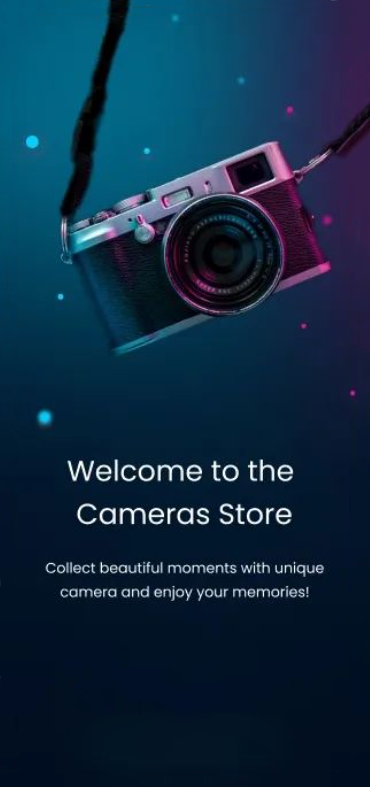 Welcome to the
Cameras Store
Collect beautiful moments with unique
camera and enjoy your memories!